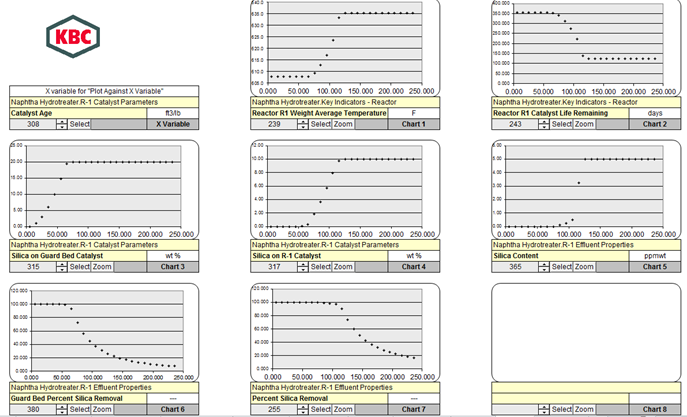 KBC
X variable for "Plot Against X Variable"
Naphtha Hydrotreater.R-1 Catalyst Parameters
Catalyst Age ft3/lb
308 Select X Variable
640.0
630.0
625.0
620.0
615.0
610.0
608.0
0.000 50.000 100.000 150.000 200.000 250.000
Naphtha Hydrotreater.Key Indicators - Reactor
Reactor R1 Weight Average Temperature F
239 Select Zoom Chart 1
400.000
350.000
300.000
250.000
200.000
150.000
100.000
50.000
0.000
0.000 50.000 100.000 150.000 200.000 250.000
Naphtha Hydrotreater.Key Indicators - Reactor
Reactor R1 Catalyst Life Remaining days
243 Select Zoom Chart 2
25.00
20.00
15.00
10.00
5.00
0.00
0.000 50.000 100.000 150.000 200.000 250.000
Naphtha Hydrotreater.R-1 Catalyst Parameters
Silica on Guard Bed Catalyst wt %
315 Select Zoom Chart 3
12.00
10.00
8.00
6.00
4.00
2.00
0.00
0.000 50.000 100.000 150.000 200.000 250.000
Naphtha Hydrotreater.R-1 Catalyst Parameters
Silica on R-1 Catalyst wt %
317 Select Zoom Chart 4
6.00
5.00
4.00
3.00
2.00
1.00
0.00
0.000 50.000 100.000 150.000 200.000 250.000
Naphtha Hydrotreater.R-1 Effluent Properties
Silica Content ppmwt
365 Select Zoom Chart 5
120.000
100.000
80.000
60.000
40.000
20.000
0.000
0.000 50.000 100.000 150.000 200.000 250.000
Naphtha Hydrotreater.R-1 Effluent Properties
Guard Bed Percent Silica Removal ---
380 Select Zoom Chart 6
120.000
100.000
80.000
60.000
40.000
20.000
0.000
0.000 50.000 100.000 150.000 200.000 250.000
Naphtha Hydrotreater.R-1 Effluent Properties
Percent Silica Removal ---
255 Select Zoom Chart 7
Select Zoom Chart 8